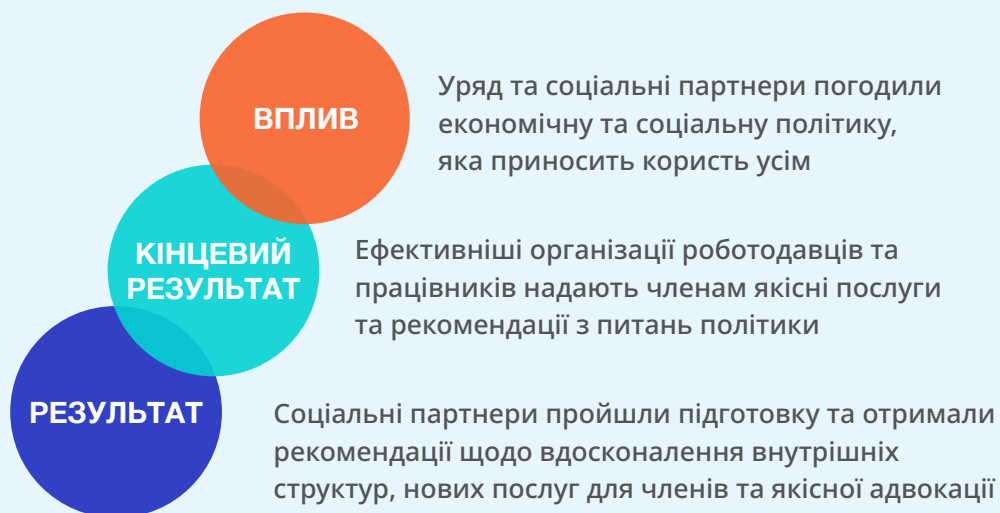 ВПЛИВ
Уряд та соціальні партнери погодили
економічну та соціальну політику,
яка приносить користь усім
КІНЦЕВИЙ
РЕЗУЛЬТАТ
Ефективніші організації роботодавців та
працівників надають членам якісні послуги
та рекомендації з питань політики
РЕЗУЛЬТАТ
Соціальні партнери пройшли підготовку та отримали
рекомендації щодо вдосконалення внутрішніх
структур, нових послуг для членів та якісної адвокації